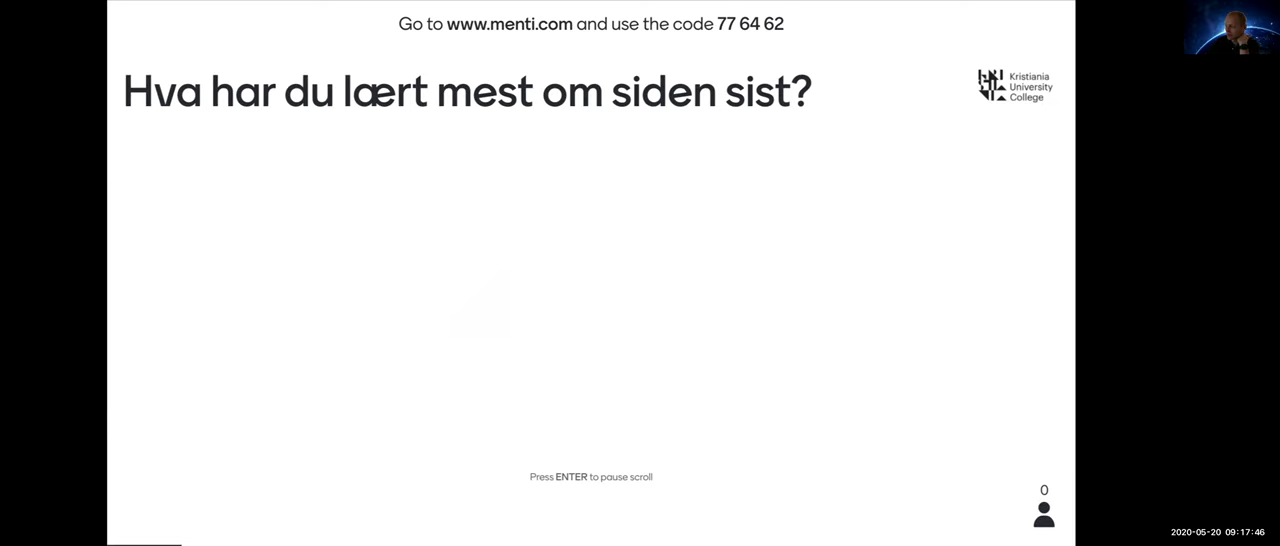 Go to www.menti.com and use the code 77 64 62
Hva har du lært mest om siden sist?
Kristiania
University
College
Press ENTER to pause scroll
0
2020-05-20 09:17:46